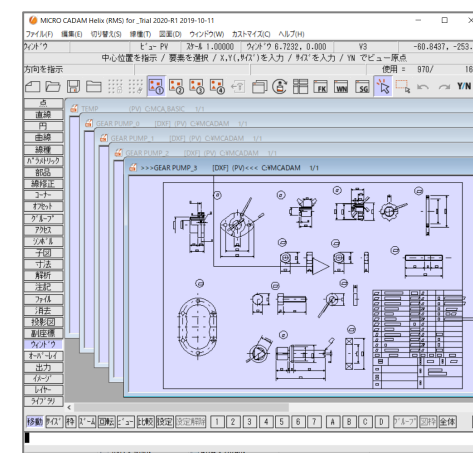 MICRO CADAM Helix (RMS) for _Trial 2020-R1 2019-10-11
ファイル(F) 編集(E) 切り替え(S) 線種(T) 図面(D) ウィンドウ(W) カスタマイズ(C) ヘルプ(H)
ウィンドウ ビュー PV スケール 1.00000 ウィンドウ 6.7232, 0.000 V3 -60.8437, -253.
中心位置を指示 / 要素を選択 / X,Y(,サイズ)を入力 / サイズを入力 / YN でビュー原点
方向を指示 使用 = 970/ 16
FK WN SG Y/N
点
直線
円
曲線
線種
パラメトリック
部品
線修正
コーナー
オフセット
グループ
アクセス
シンボル
子図
寸法
解析
注記
ファイル
消去
投影図
副座標
ウィンドウ
オーバーレイ
出力
イメージ
レイヤー
ライブラリ
TEMP (PV) C:MCA.BASIC 1/1
GEAR PUMP_0 [DXF] (PV) C:¥MCADAM 1/1
GEAR PUMP_1 [DXF] (PV) C:¥MCADAM 1/1
GEAR PUMP_2 [DXF] (PV) C:¥MCADAM 1/1
>>>GEAR PUMP_3 [DXF] (PV)<<< C:¥MCADAM 1/1
移動 サイズ 枠 ズーム 回転 ビュー 比較 設定 設定解除 1 2 3 4 5 6 7 A B C D グループ 図枠 全体